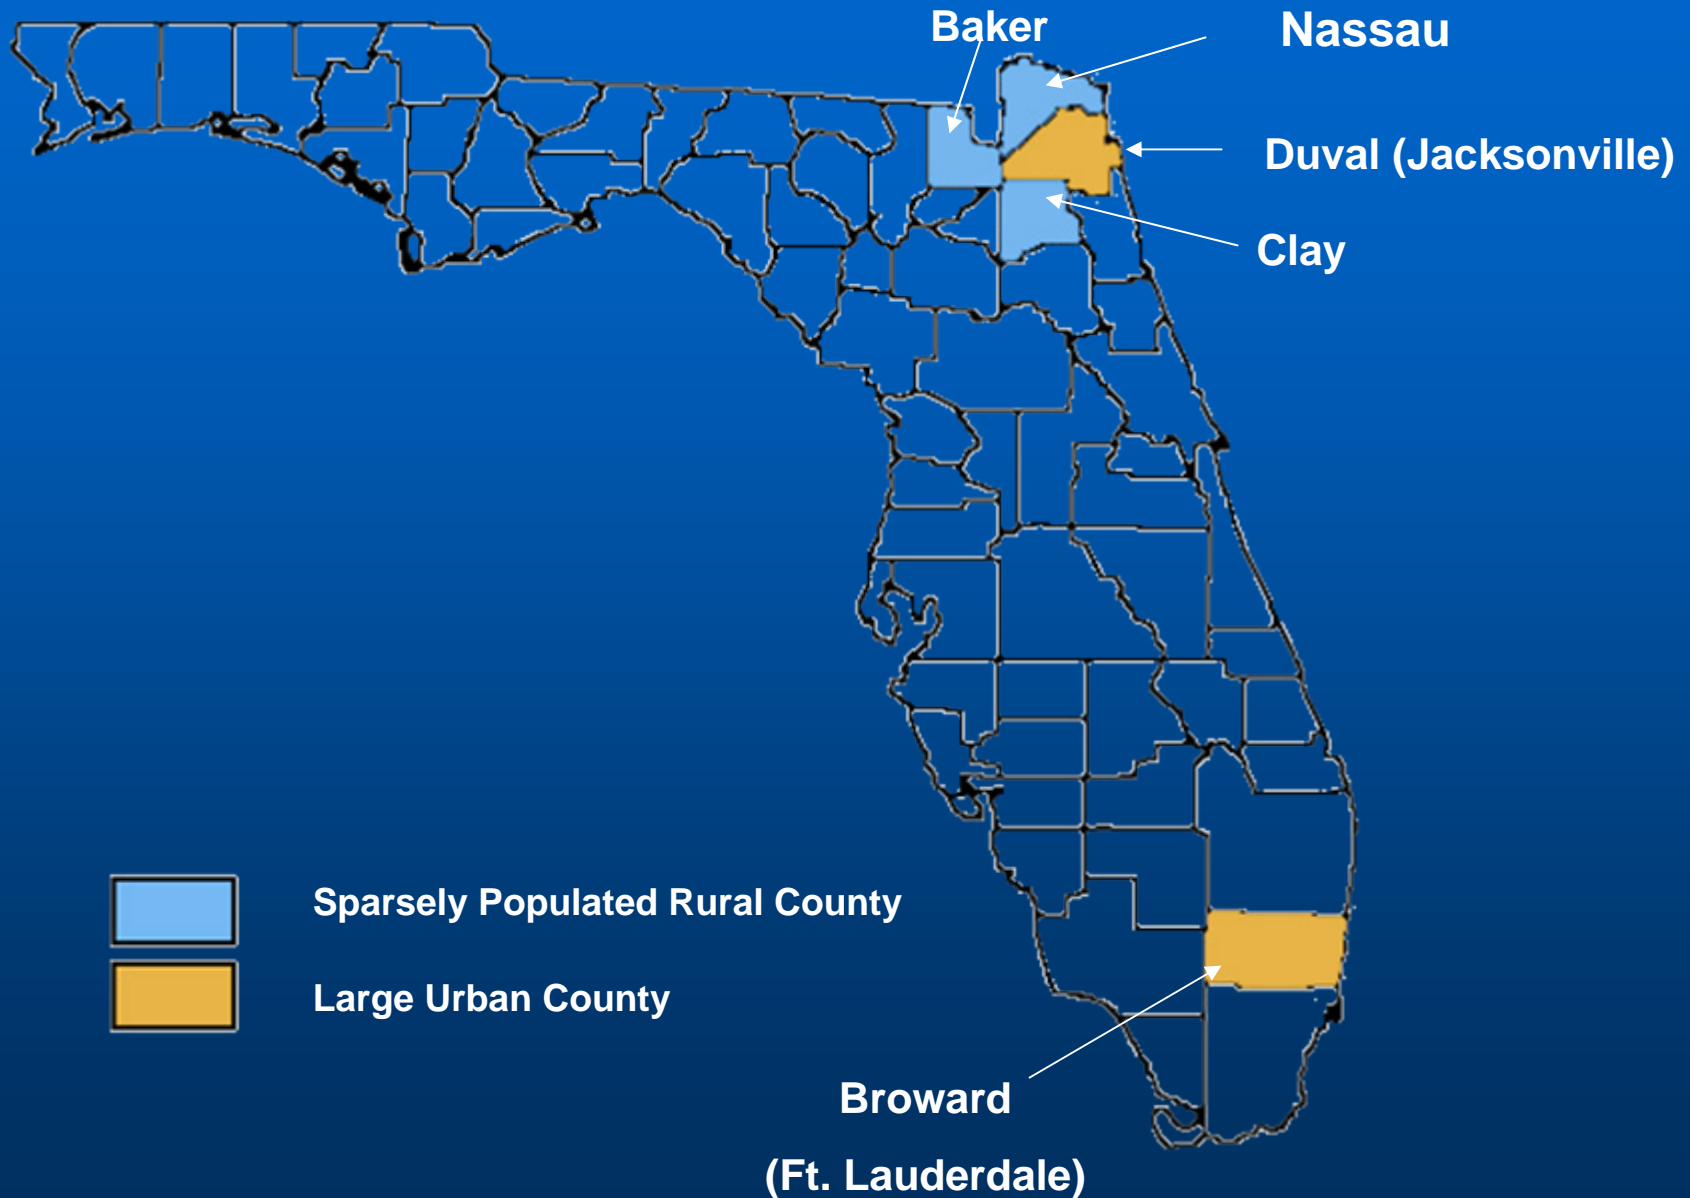 Baker
Nassau
Duval (Jacksonville)
Clay
Sparsely Populated Rural County
Large Urban County
Broward
(Ft. Lauderdale)